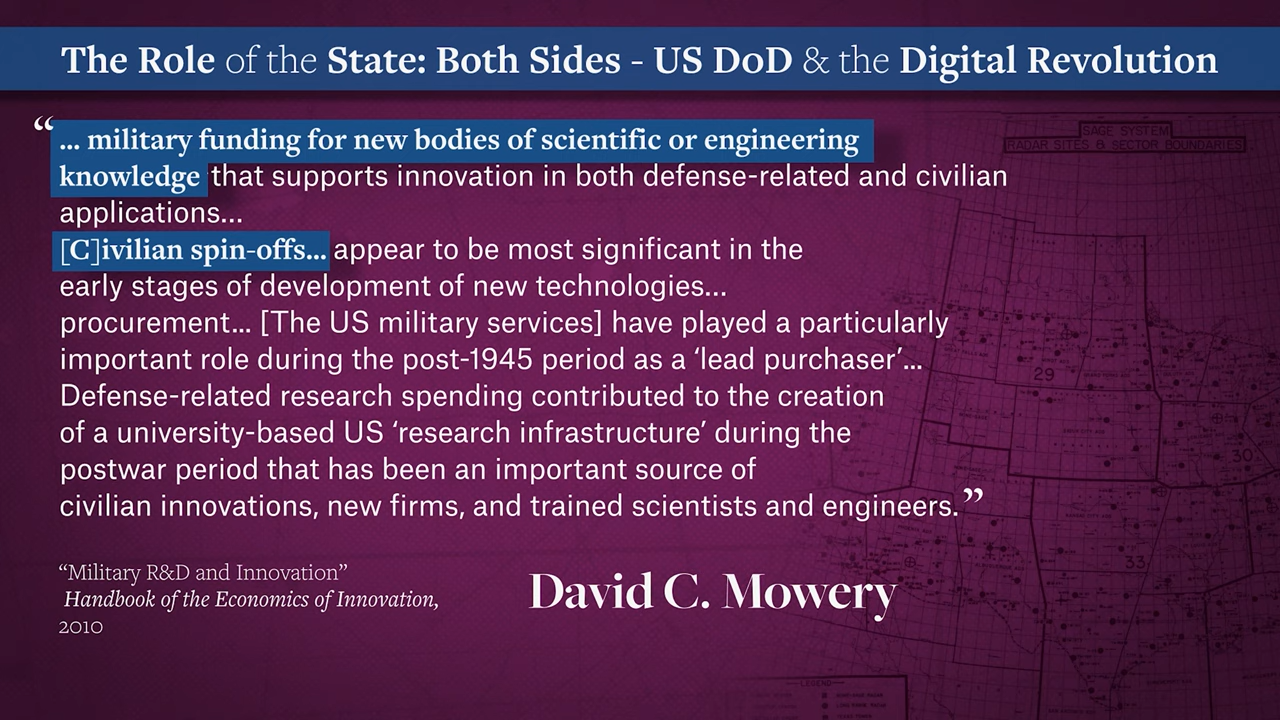 The Role of the State: Both Sides - US DoD & the Digital Revolution
SAGE SYSTEM
RADAR SITES & SECTOR BOUNDARIES
“... military funding for new bodies of scientific or engineering
knowledge that supports innovation in both defense-related and civilian
applications...
[C]ivilian spin-offs... appear to be most significant in the
early stages of development of new technologies...
procurement... [The US military services] have played a particularly
important role during the post-1945 period as a ‘lead purchaser’...
Defense-related research spending contributed to the creation
of a university-based US ‘research infrastructure’ during the
postwar period that has been an important source of
civilian innovations, new firms, and trained scientists and engineers.”
29
30
33
“Military R&D and Innovation”
Handbook of the Economics of Innovation,
2010
David C. Mowery
LEGEND